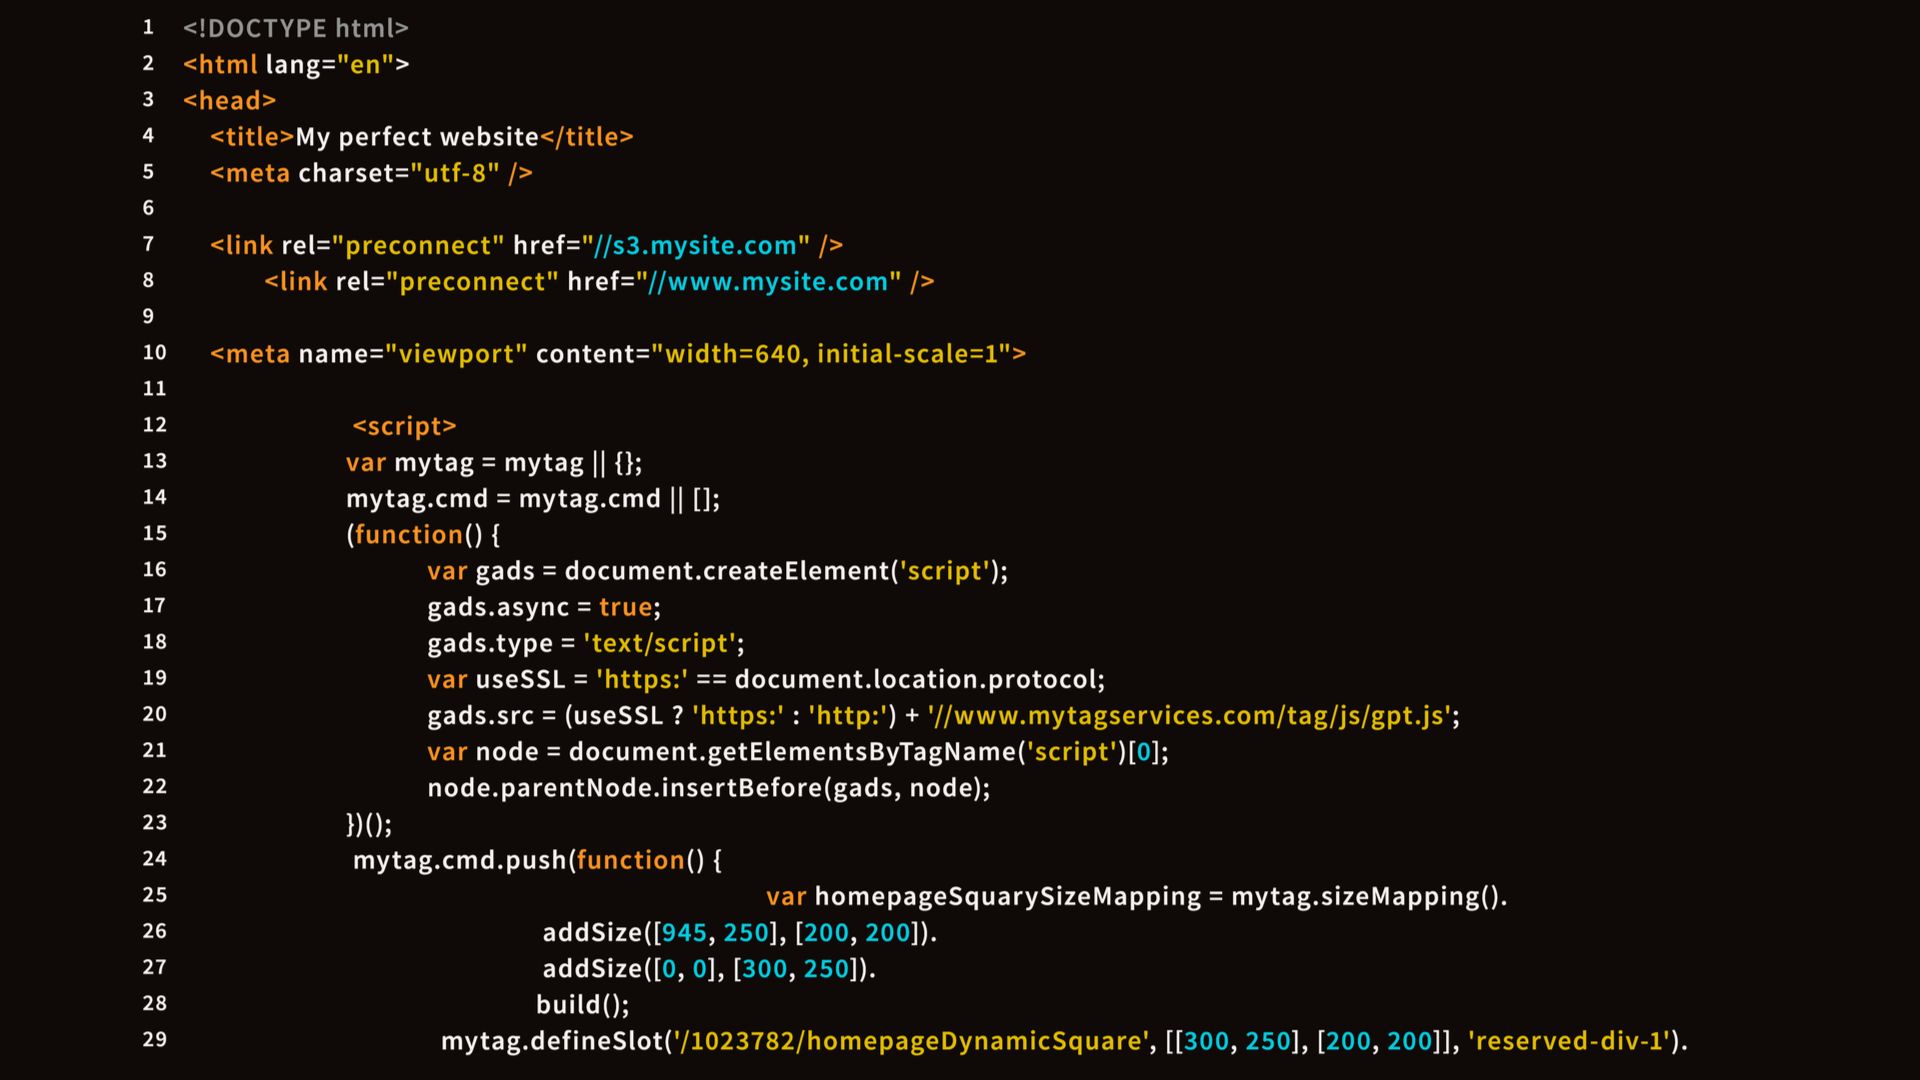 1 <!DOCTYPE html>
2 <html lang="en">
3 <head>
4 <title>My perfect website</title>
5 <meta charset="utf-8" />
6
7 <link rel="preconnect" href="//s3.mysite.com" />
8 <link rel="preconnect" href="//www.mysite.com" />
9
10 <meta name="viewport" content="width=640, initial-scale=1">
11
12 <script>
13 var mytag = mytag || {};
14 mytag.cmd = mytag.cmd || [];
15 (function() {
16 var gads = document.createElement('script');
17 gads.async = true;
18 gads.type = 'text/script';
19 var useSSL = 'https:' == document.location.protocol;
20 gads.src = (useSSL ? 'https:' : 'http:') + '//www.mytagservices.com/tag/js/gpt.js';
21 var node = document.getElementsByTagName('script')[0];
22 node.parentNode.insertBefore(gads, node);
23 })();
24 mytag.cmd.push(function() {
25 var homepageSquarySizeMapping = mytag.sizeMapping().
26 addSize([945, 250], [200, 200]).
27 addSize([0, 0], [300, 250]).
28 build();
29 mytag.defineSlot('/1023782/homepageDynamicSquare', [[300, 250], [200, 200]], 'reserved-div-1').